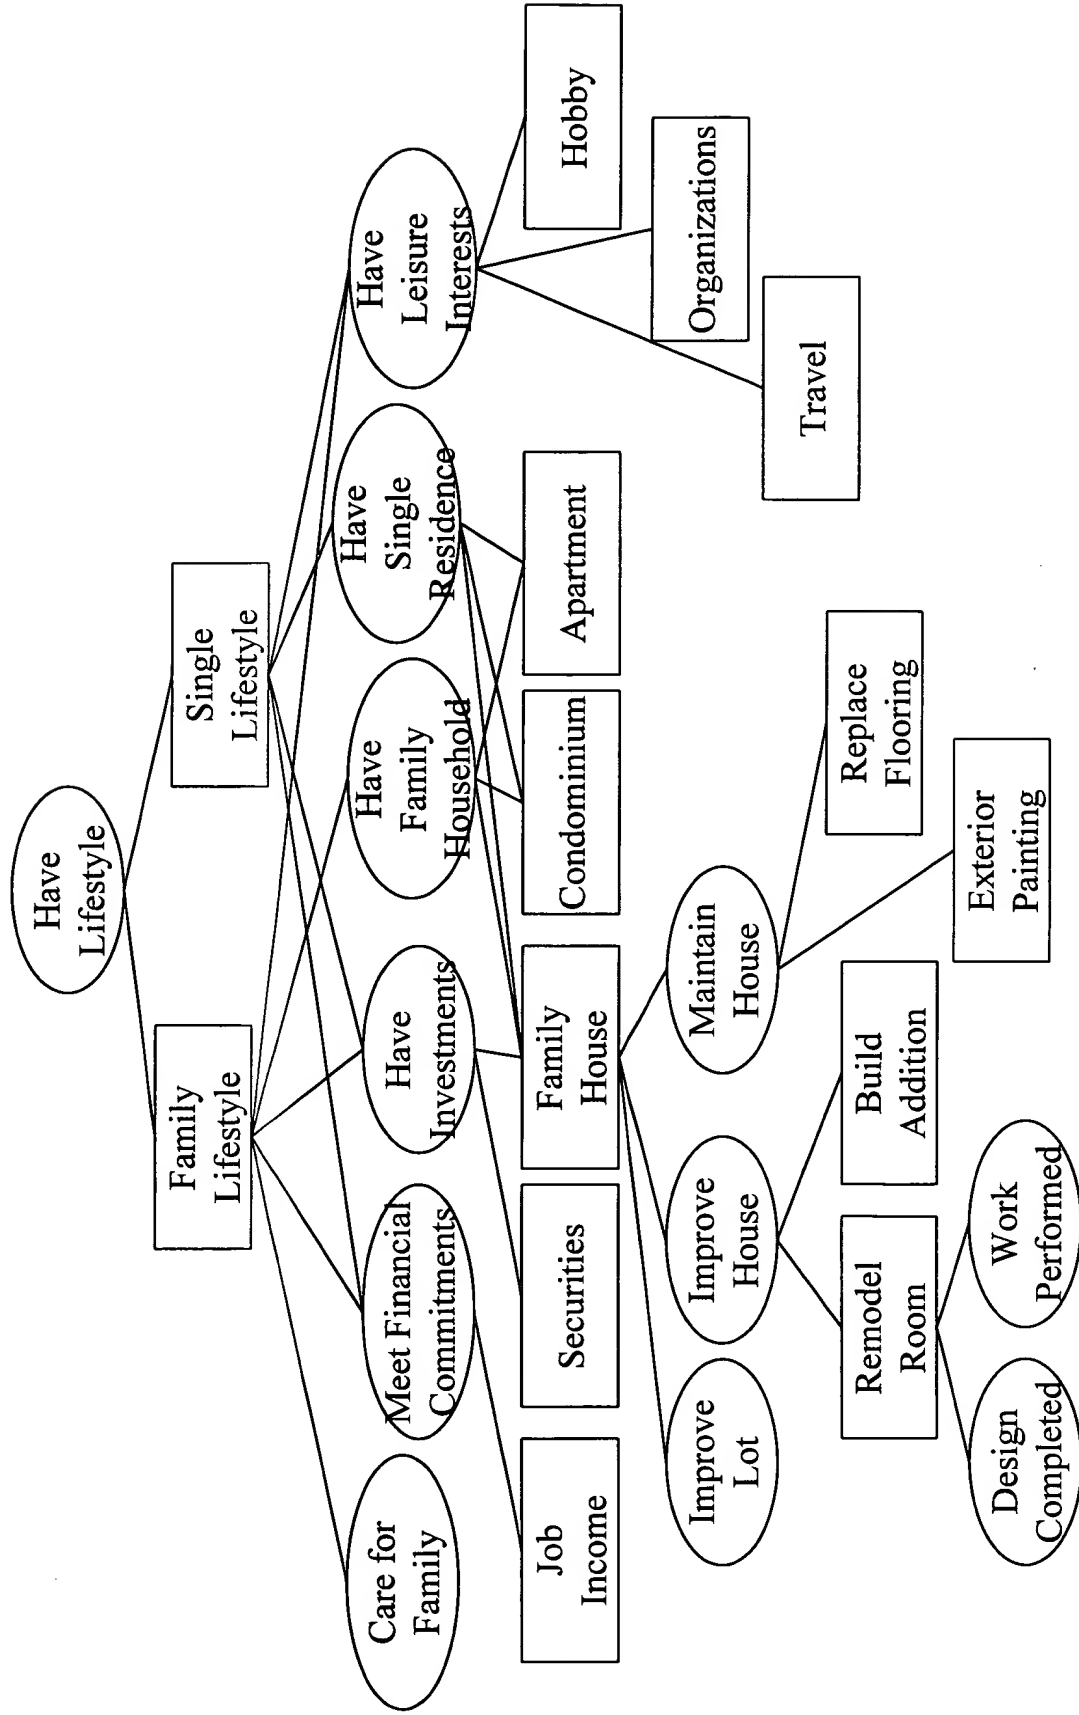 Have
Lifestyle
Family
Lifestyle
Single
Lifestyle
Care for
Family
Meet Financial
Commitments
Have
Investments
Have
Family
Household
Have
Single
Residence
Have
Leisure
Interests
Job
Income
Securities
Family
House
Condominium
Apartment
Hobby
Organizations
Travel
Improve
Lot
Improve
House
Maintain
House
Remodel
Room
Build
Addition
Replace
Flooring
Exterior
Painting
Design
Completed
Work
Performed